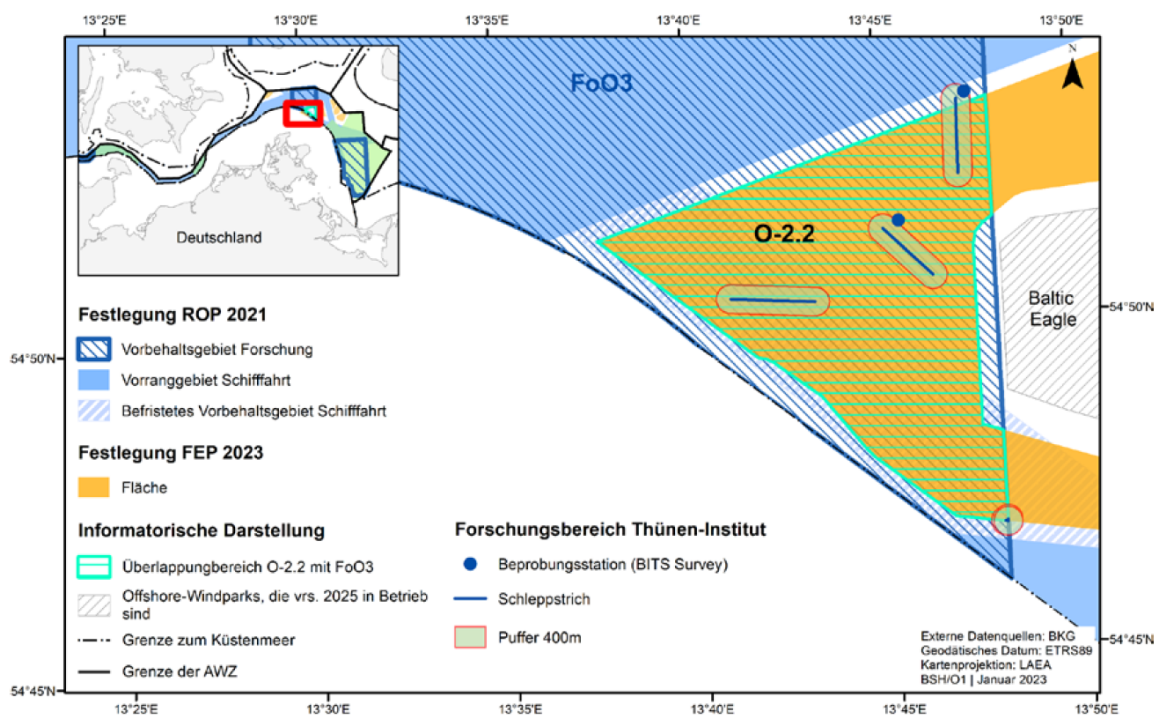 13°25'E 13°30'E 13°35'E 13°40'E 13°45'E 13°50'E
N
FoO3
Deutschland
O-2.2
Baltic
Eagle
54°50'N
54°50'N
Festlegung ROP 2021
Vorbehaltsgebiet Forschung
Vorranggebiet Schifffahrt
Befristetes Vorbehaltsgebiet Schifffahrt
Festlegung FEP 2023
Fläche
Informatorische Darstellung
Überlappungbereich O-2.2 mit FoO3
Offshore-Windparks, die vrs. 2025 in Betrieb
sind
Grenze zum Küstenmeer
Grenze der AWZ
Forschungsbereich Thünen-Institut
Beprobungsstation (BITS Survey)
Schleppstrich
Puffer 400m
Externe Datenquellen: BKG
Geodätisches Datum: ETRS89
Kartenprojektion: LAEA
BSH/O1 | Januar 2023
54°45'N
54°45'N
13°25'E 13°30'E 13°35'E 13°40'E 13°45'E 13°50'E